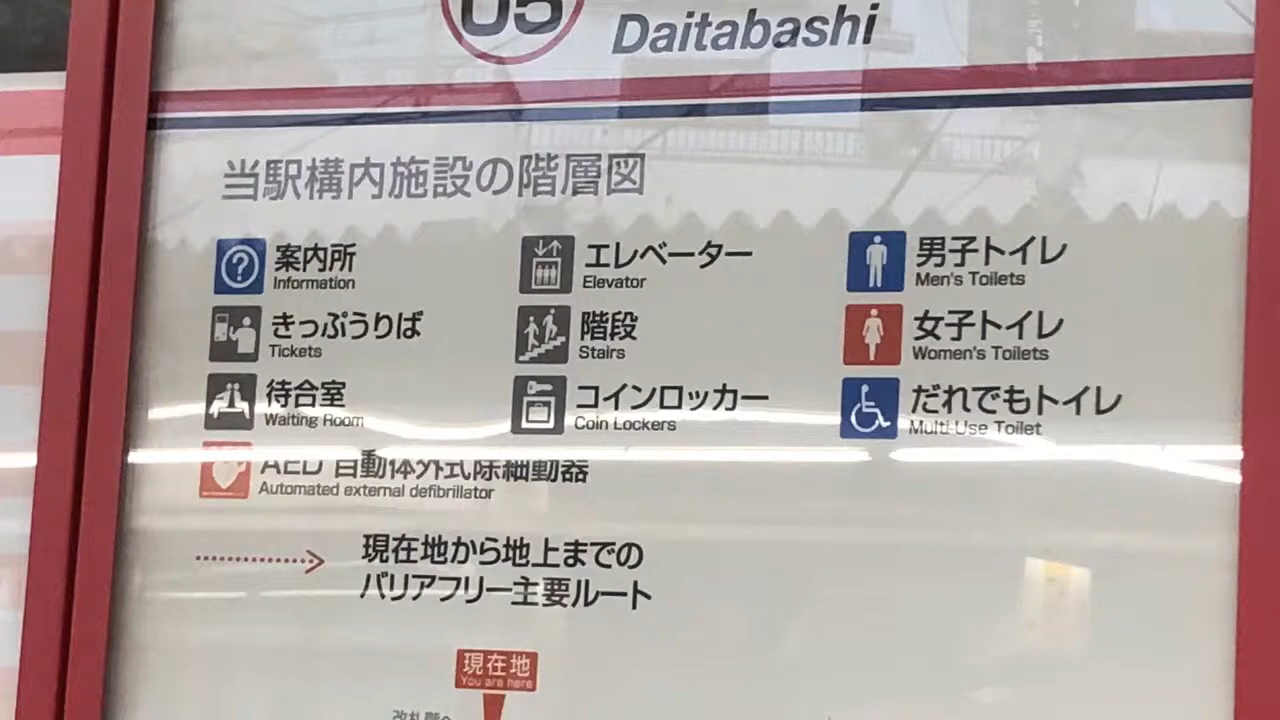 05
Daitabashi
当駅構内施設の階層図
案内所
Information
エレベーター
Elevator
男子トイレ
Men's Toilets
きっぷうりば
Tickets
階段
Stairs
女子トイレ
Women's Toilets
待合室
Waiting Room
コインロッカー
Coin Lockers
だれでもトイレ
Multi-Use Toilet
AED 自動体外式除細動器
Automated external defibrillator
現在地から地上までの
バリアフリー主要ルート
現在地
You are here